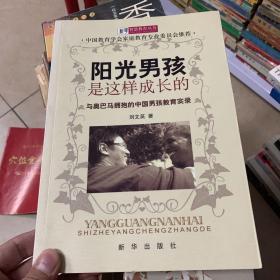 中国教育学会家庭教育专业委员会推荐
阳光男孩
是这样成长的
与奥巴马拥抱的中国男孩教育实录
刘文英 著
YANGGUANGNANHAI
SHIZHEYANGCHENGZHANGDE
新华出版社